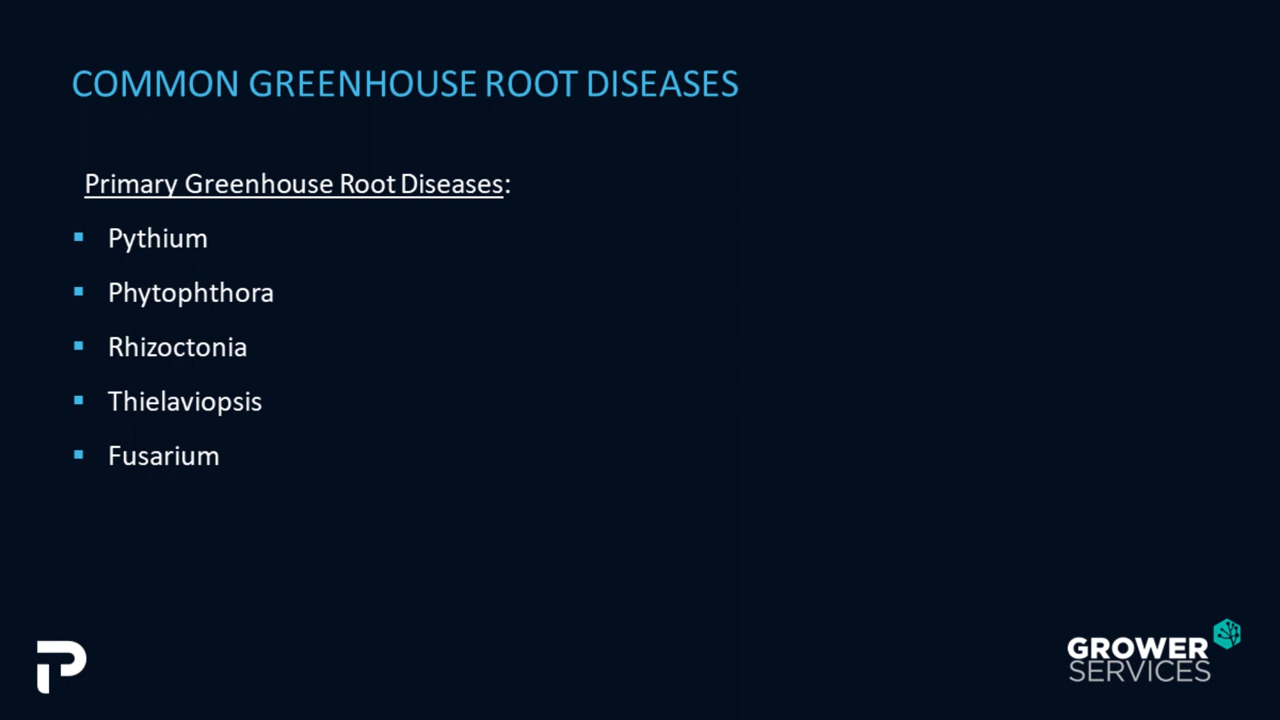 COMMON GREENHOUSE ROOT DISEASES
Primary Greenhouse Root Diseases:
Pythium
Phytophthora
Rhizoctonia
Thielaviopsis
Fusarium
P
GROWER
SERVICES